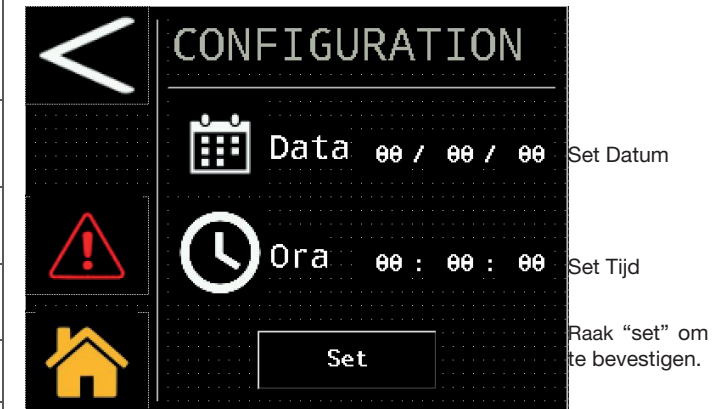 CONFIGURATION
Data 00 / 00 / 00
Set Datum
Ora 00 : 00 : 00
Set Tijd
Set
Raak “set” om
te bevestigen.